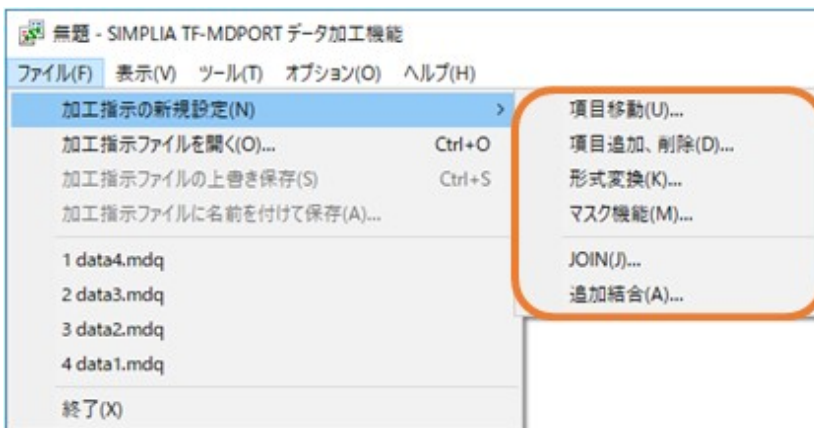 無題 - SIMPLIA TF-MDPORT データ加工機能
ファイル(F) 表示(V) ツール(T) オプション(O) ヘルプ(H)
加工指示の新規設定(N) >
加工指示ファイルを開く(O)... Ctrl+O
加工指示ファイルの上書き保存(S) Ctrl+S
加工指示ファイルに名前を付けて保存(A)...
1 data4.mdq
2 data3.mdq
3 data2.mdq
4 data1.mdq
終了(X)
項目移動(U)...
項目追加、削除(D)...
形式変換(K)...
マスク機能(M)...
JOIN(J)...
追加結合(A)...